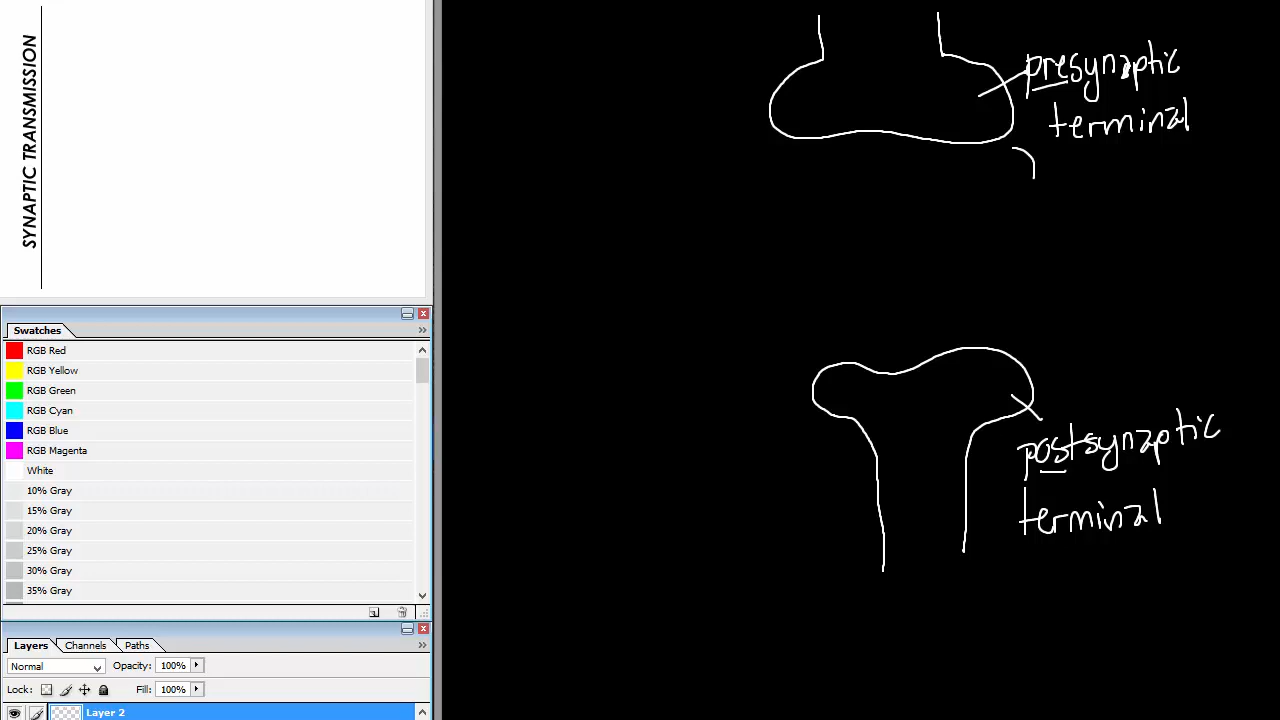 SYNAPTIC TRANSMISSION
presynaptic
terminal
postsynaptic
terminal
Swatches
RGB Red
RGB Yellow
RGB Green
RGB Cyan
RGB Blue
RGB Magenta
White
10% Gray
15% Gray
20% Gray
25% Gray
30% Gray
35% Gray
Layers Channels Paths
Normal Opacity: 100%
Lock: Fill: 100%
Layer 2